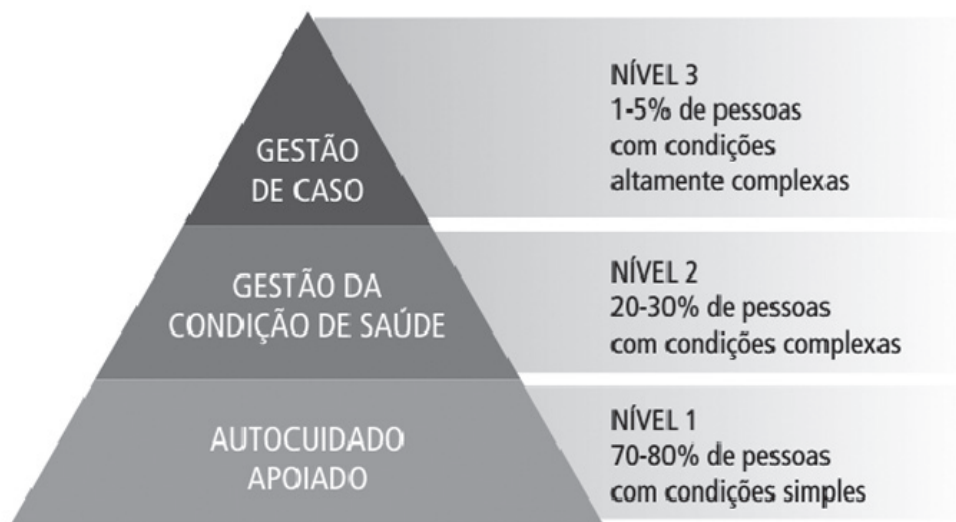 GESTÃO
DE CASO
NÍVEL 3
1-5% de pessoas
com condições
altamente complexas
GESTÃO DA
CONDIÇÃO DE SAÚDE
NÍVEL 2
20-30% de pessoas
com condições complexas
AUTOCUIDADO
APOIADO
NÍVEL 1
70-80% de pessoas
com condições simples